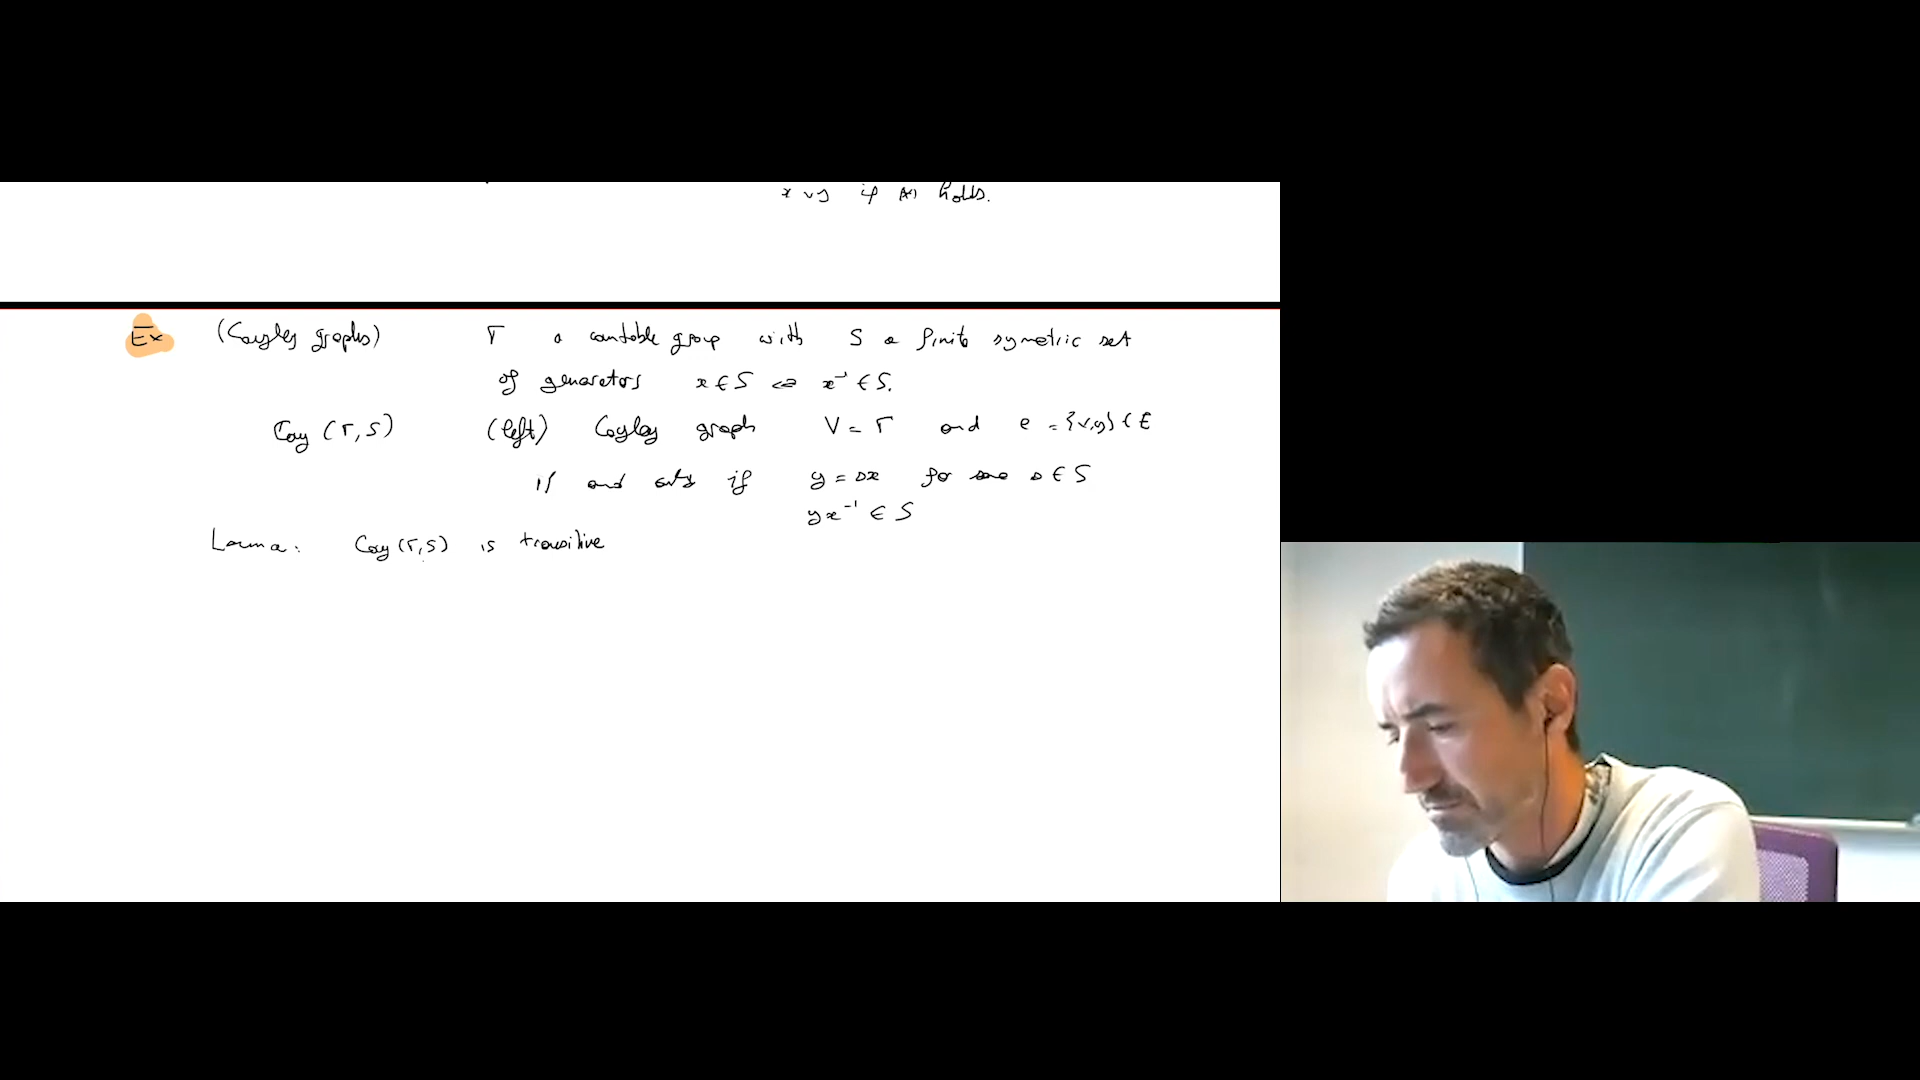 x ~ y if (*) holds.
Ex (Cayley graphs) Γ a countable group with S a finite symetric set
of generators x ∈ S ⇔ x⁻¹ ∈ S.
Cay (Γ, S) (left) Cayley graph V = Γ and e = {x,y} ∈ E
if and only if y = sx for some s ∈ S
yx⁻¹ ∈ S
Lemma: Cay (Γ, S) is transitive